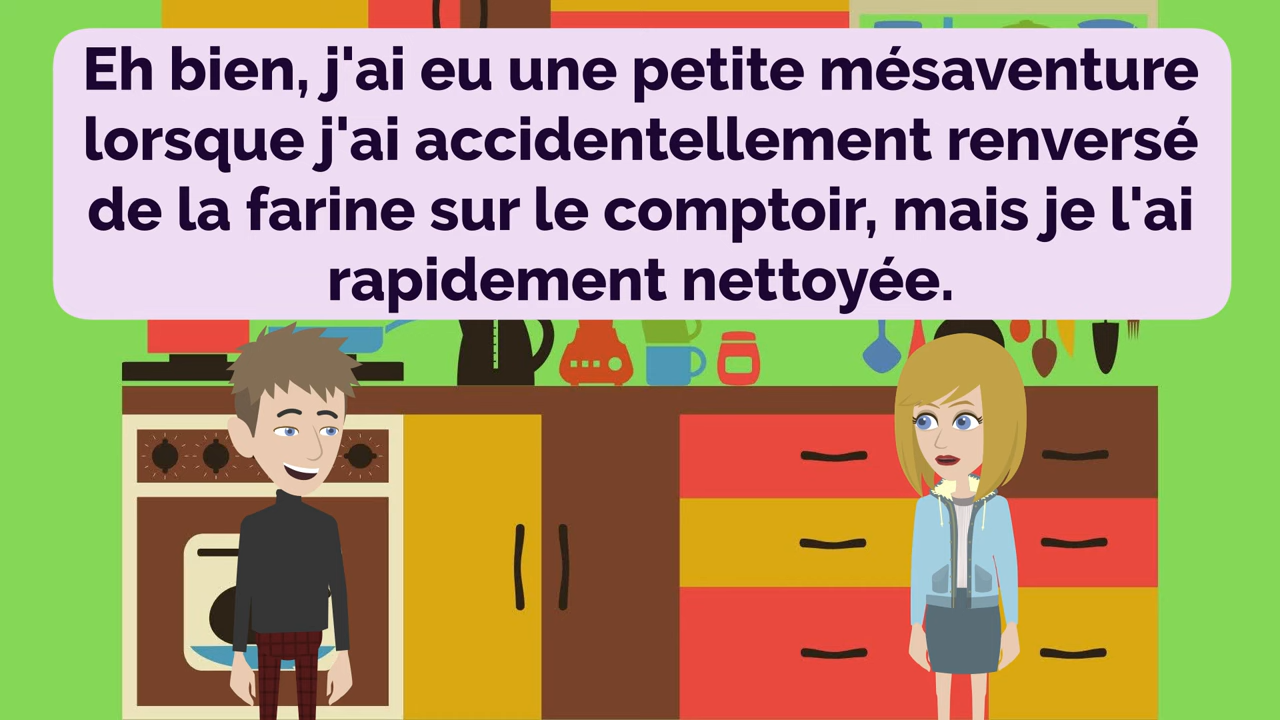 Eh bien, j'ai eu une petite mésaventure
lorsque j'ai accidentellement renversé
de la farine sur le comptoir, mais je l'ai
rapidement nettoyée.